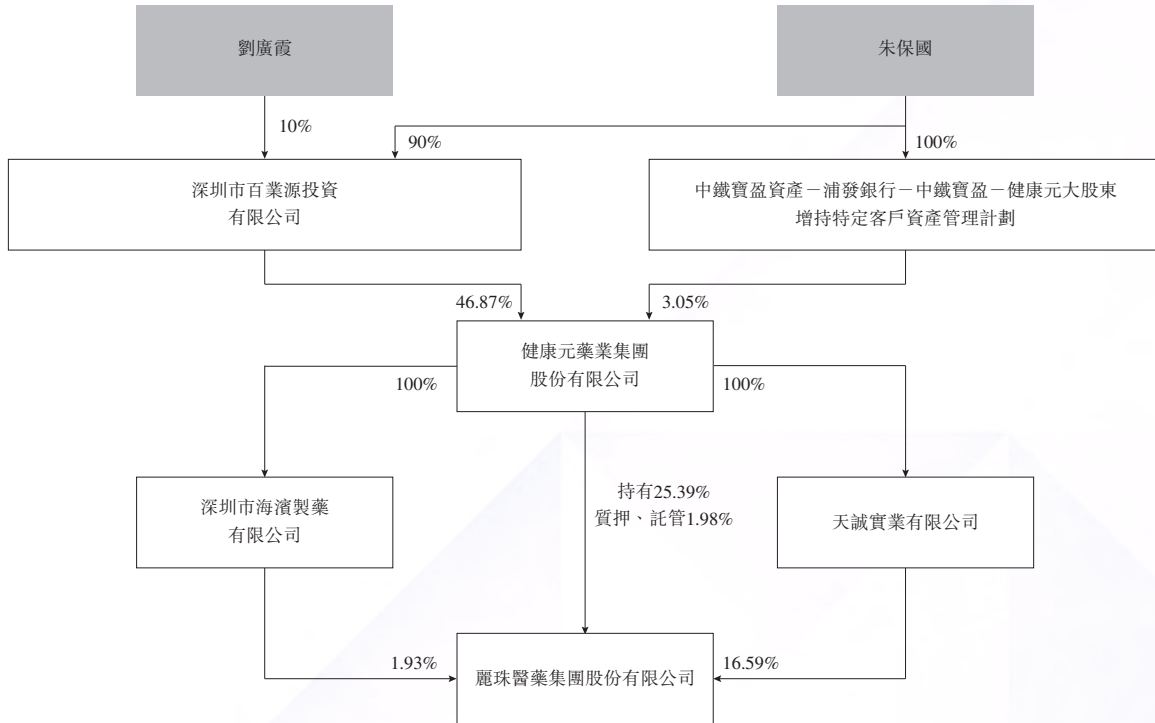 劉廣霞
朱保國
10%
90%
100%
深圳市百業源投資
有限公司
中鐵寶盈資產－浦發銀行－中鐵寶盈－健康元大股東
增持特定客戶資產管理計劃
46.87%
3.05%
健康元藥業集團
股份有限公司
100%
100%
深圳市海濱製藥
有限公司
持有25.39%
質押、託管1.98%
天誠實業有限公司
1.93%
麗珠醫藥集團股份有限公司
16.59%